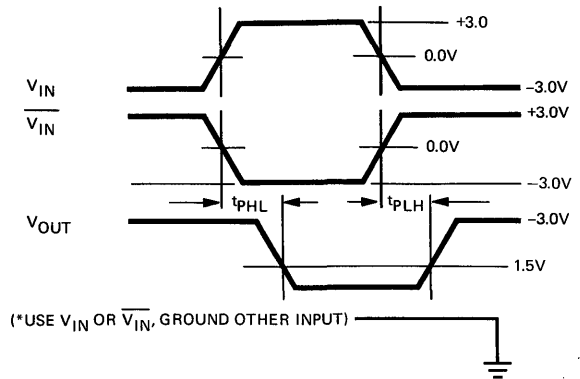 +3.0
0.0V
V_IN
-3.0V
V_IN
+3.0V
0.0V
-3.0V
t_PHL
t_PLH
V_OUT
-3.0V
1.5V
(*USE V_IN OR V_IN, GROUND OTHER INPUT)